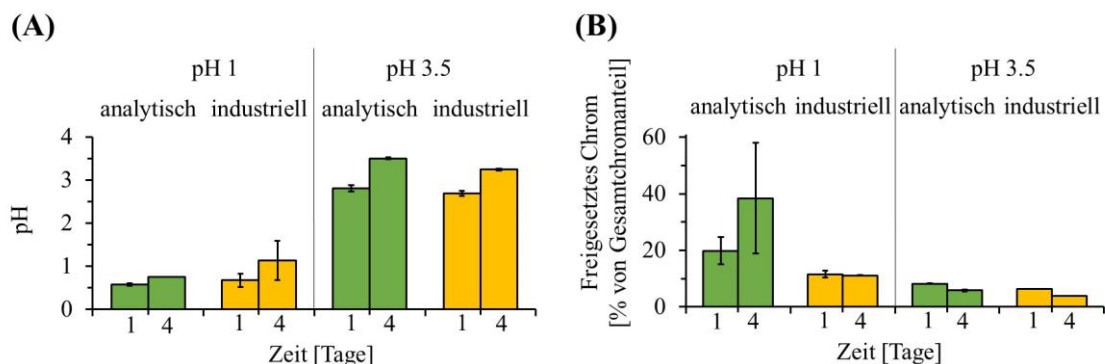 (A)
pH 1
pH 3.5
analytisch
industriell
analytisch
industriell
4
3
2
1
0
pH
1 4
1 4
1 4
1 4
Zeit [Tage]
(B)
pH 1
pH 3.5
analytisch
industriell
analytisch
industriell
60
40
20
0
Freigesetztes Chrom
[% von Gesamtchromanteil]
1 4
1 4
1 4
1 4
Zeit [Tage]